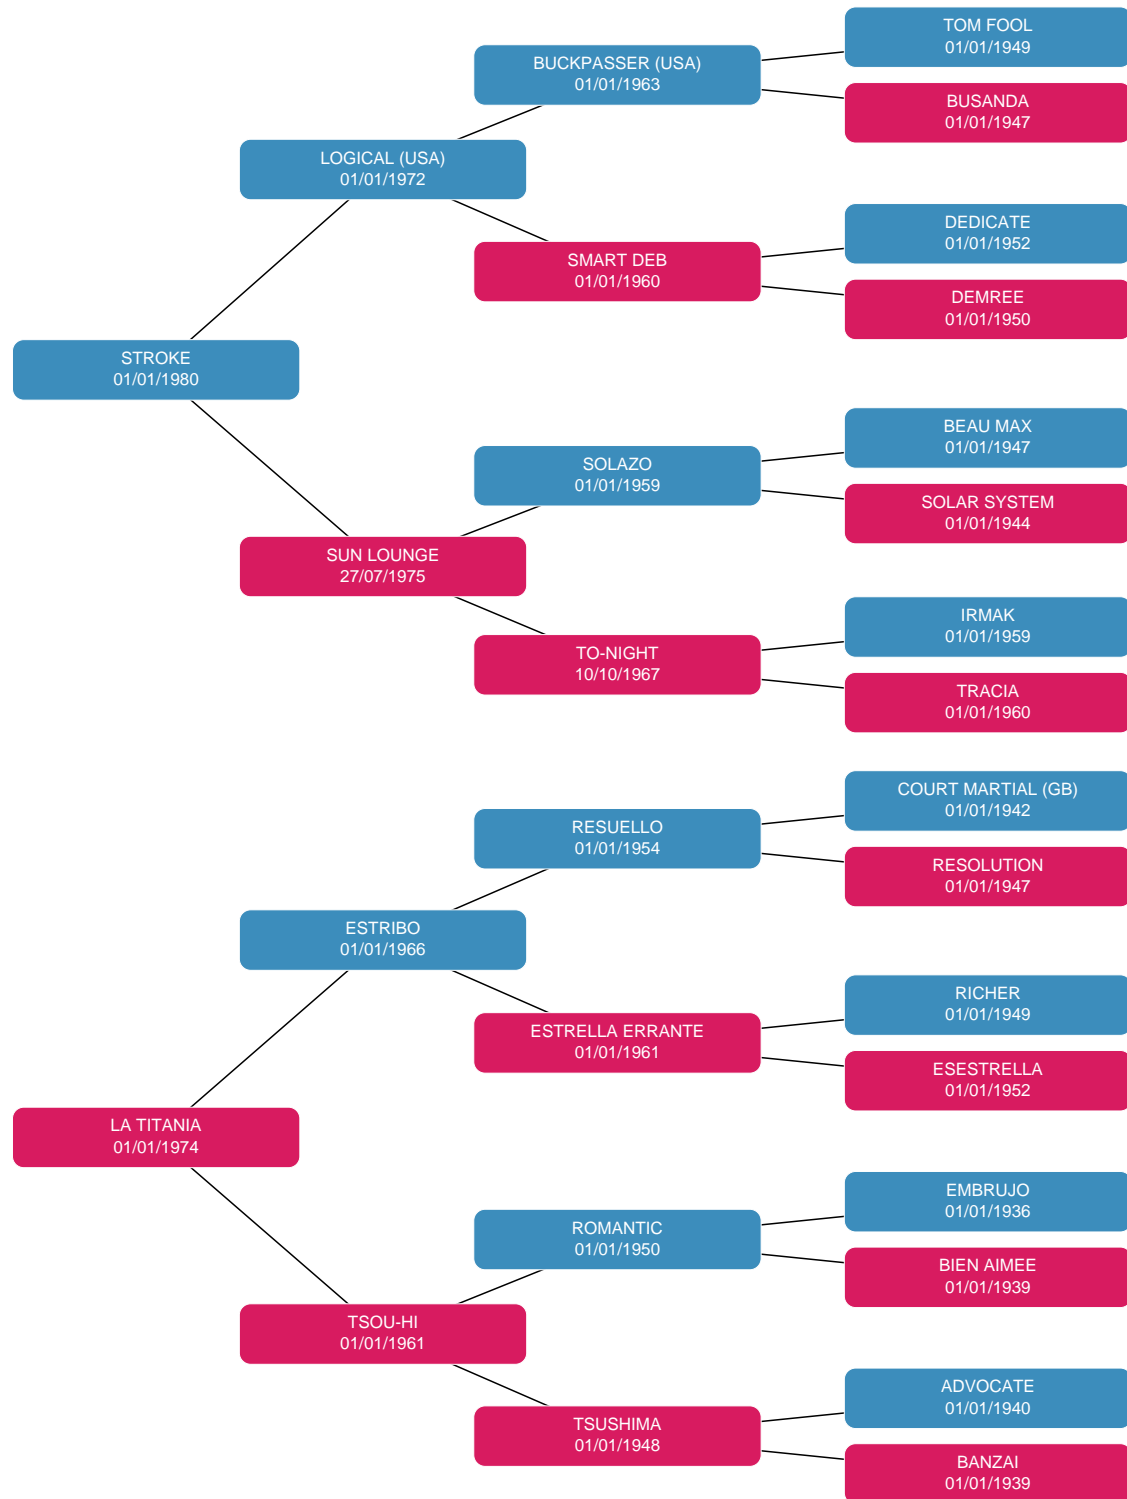 TOM FOOL
01/01/1949
BUCKPASSER (USA)
01/01/1963
BUSANDA
01/01/1947
LOGICAL (USA)
01/01/1972
DEDICATE
01/01/1952
SMART DEB
01/01/1960
DEMREE
01/01/1950
STROKE
01/01/1980
BEAU MAX
01/01/1947
SOLAZO
01/01/1959
SOLAR SYSTEM
01/01/1944
SUN LOUNGE
27/07/1975
IRMAK
01/01/1959
TO-NIGHT
10/10/1967
TRACIA
01/01/1960
COURT MARTIAL (GB)
01/01/1942
RESUELLO
01/01/1954
RESOLUTION
01/01/1947
ESTRIBO
01/01/1966
RICHER
01/01/1949
ESTRELLA ERRANTE
01/01/1961
ESESTRELLA
01/01/1952
LA TITANIA
01/01/1974
EMBRUJO
01/01/1936
ROMANTIC
01/01/1950
BIEN AIMEE
01/01/1939
TSOU-HI
01/01/1961
ADVOCATE
01/01/1940
TSUSHIMA
01/01/1948
BANZAI
01/01/1939